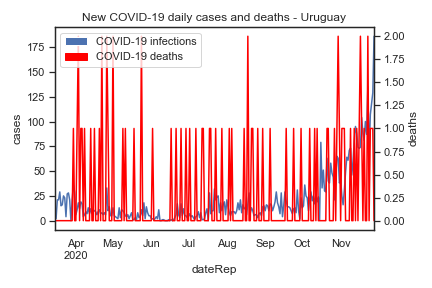 New COVID-19 daily cases and deaths - Uruguay
COVID-19 infections
COVID-19 deaths
175
150
125
100
75
50
25
0
cases
2.00
1.75
1.50
1.25
1.00
0.75
0.50
0.25
0.00
deaths
Apr May Jun Jul Aug Sep Oct Nov
2020
dateRep